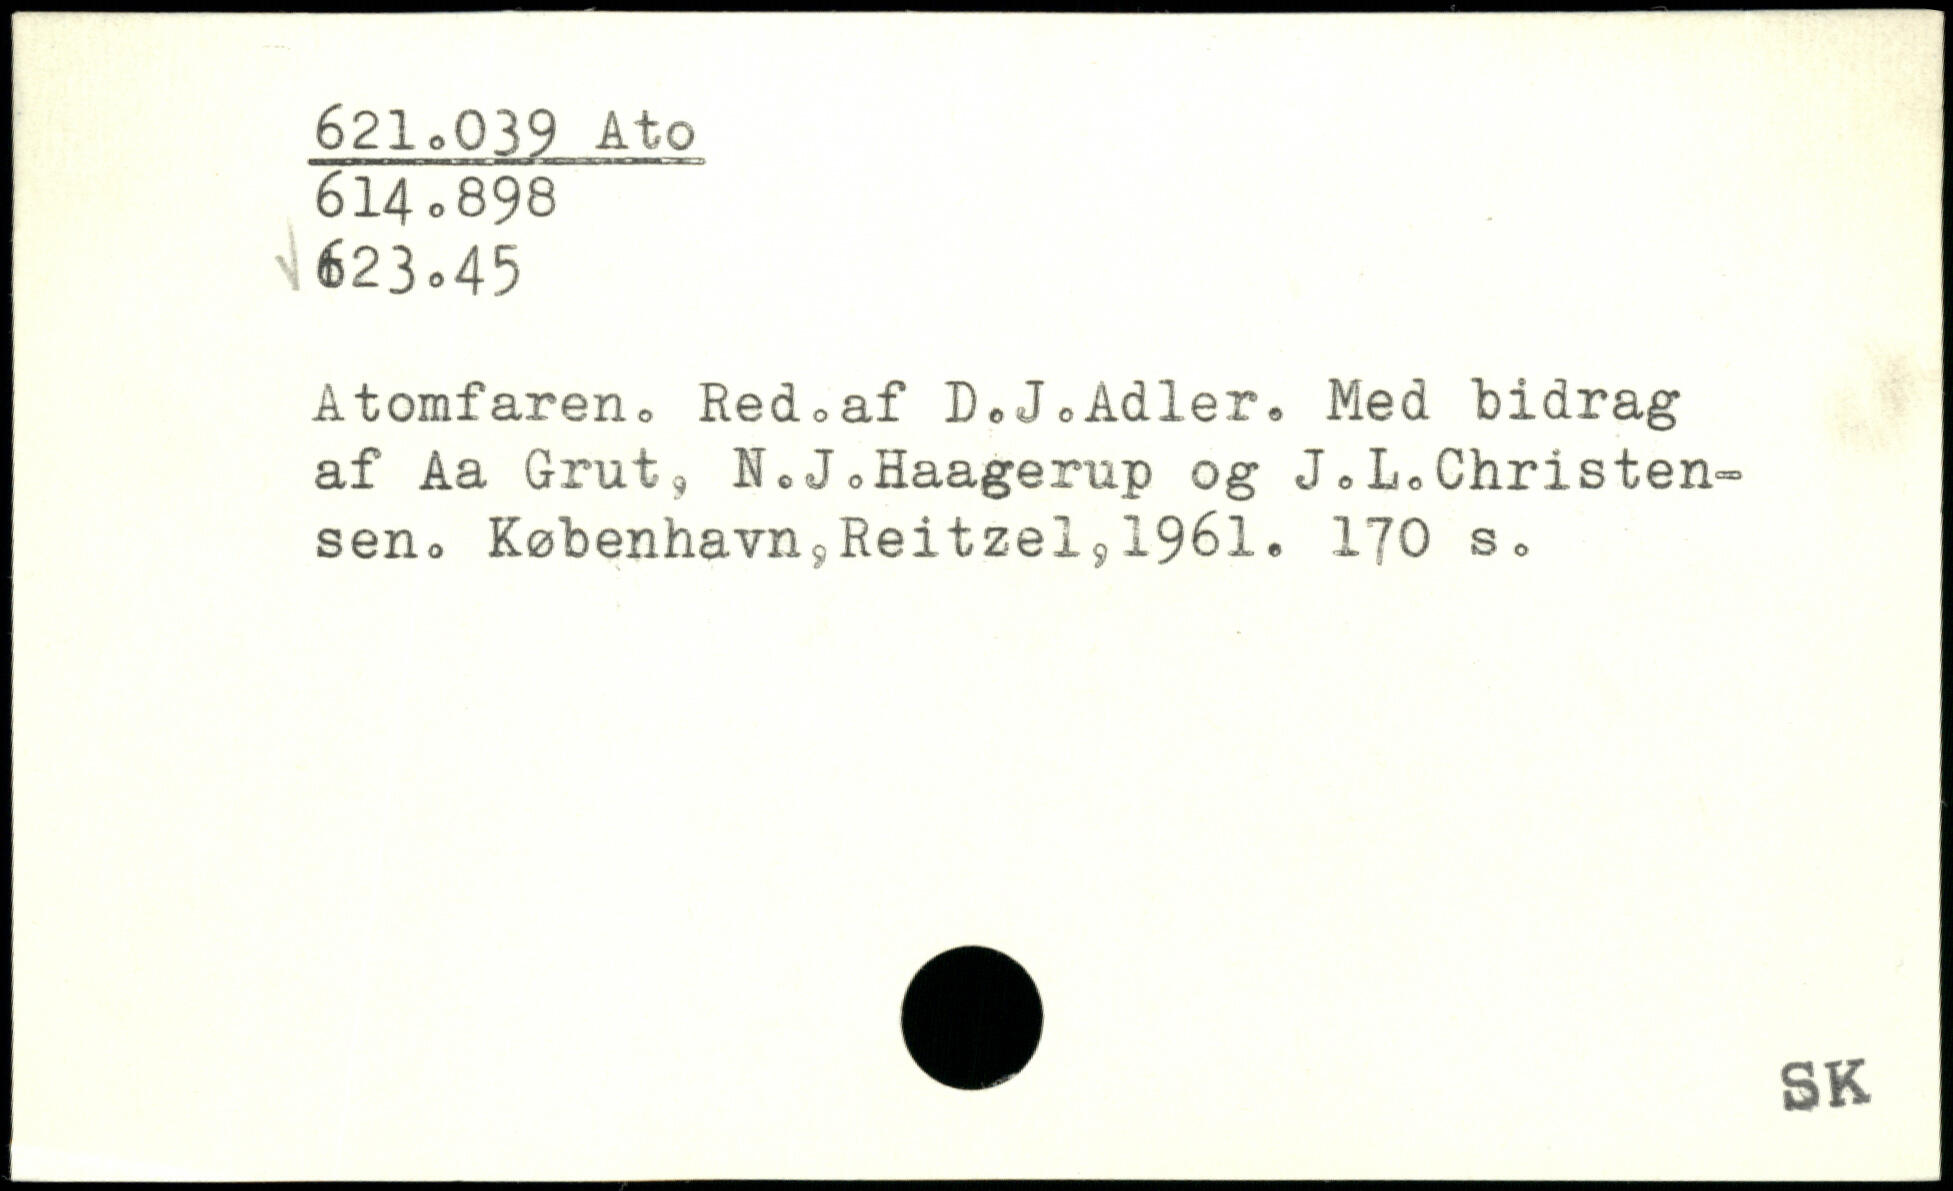 621.039 Ato
614.898
√ 623.45
Atomfaren. Red.af D.J.Adler. Med bidrag
af Aa Grut, N.J.Haagerup og J.L.Christen-
sen. København,Reitzel,1961. 170 s.
SK